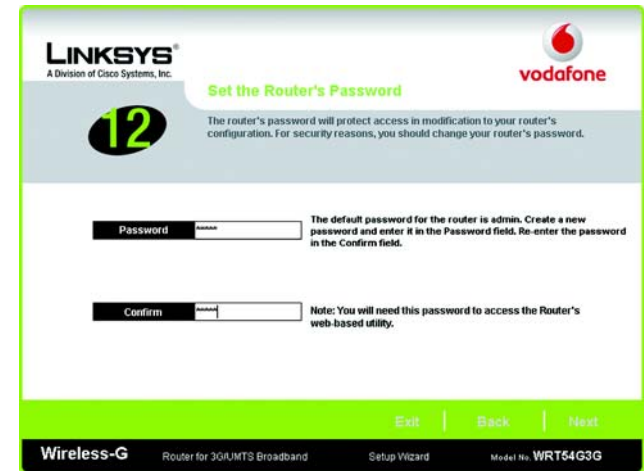 LINKSYS®
A Division of Cisco Systems, Inc.
vodafone
Set the Router's Password
12
The router's password will protect access in modification to your router's
configuration. For security reasons, you should change your router's password.
Password
*****
The default password for the router is admin. Create a new
password and enter it in the Password field. Re-enter the password
in the Confirm field.
Confirm
*****
Note: You will need this password to access the Router's
web-based utility.
Exit
Back
Next
Wireless-G
Router for 3G/UMTS Broadband
Setup Wizard
Model No. WRT54G3G